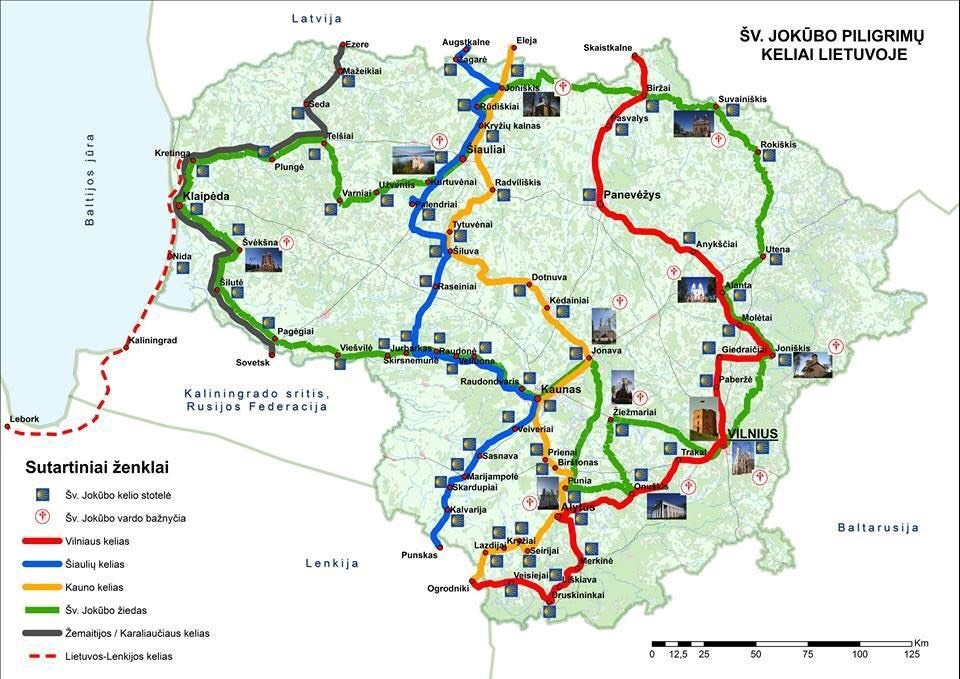 Latvija
ŠV. JOKŪBO PILIGRIMŲ
KELIAI LIETUVOJE
Ezere
Augstkalne
Eleja
Skaistkalne
Žagarė
Mažeikiai
Joniškis
Biržai
Suvainiškis
Seda
Rūdiškiai
Pasvalys
Kryžių kalnas
Telšiai
Šiauliai
Rokiškis
Kretinga
Plungė
Baltijos jūra
Varniai
Užventis
Kurtuvėnai
Radviliškis
Klaipėda
Palendriai
Panevėžys
Tytuvėnai
Švėkšna
Šiluva
Anykščiai
Utena
Nida
Dotnuva
Šilutė
Raseiniai
Alanta
Kėdainiai
Molėtai
Pagėgiai
Kaliningrad
Viešvilė
Jurbarkas
Raudonė
Jonava
Giedraičiai
Joniškis
Sovetsk
Skirsnemunė
Veliuona
Raudondvaris
Kaunas
Paberžė
Kaliningrado sritis,
Rusijos Federacija
Lebork
Žiežmariai
Veiveriai
VILNIUS
Prienai
Trakai
Sasnava
Birštonas
Marijampolė
Punia
Onuškis
Skardupiai
Alytus
Kalvarija
Baltarusija
Punskas
Lazdijai
Kryžiai
Seirijai
Lenkija
Merkinė
Veisiejai
Liškiava
Ogrodniki
Druskininkai
Sutartiniai ženklai
Šv. Jokūbo kelio stotelė
Šv. Jokūbo vardo bažnyčia
Vilniaus kelias
Šiaulių kelias
Kauno kelias
Šv. Jokūbo žiedas
Žemaitijos / Karaliaučiaus kelias
Lietuvos-Lenkijos kelias
Km
0 12,5 25 50 75 100 125